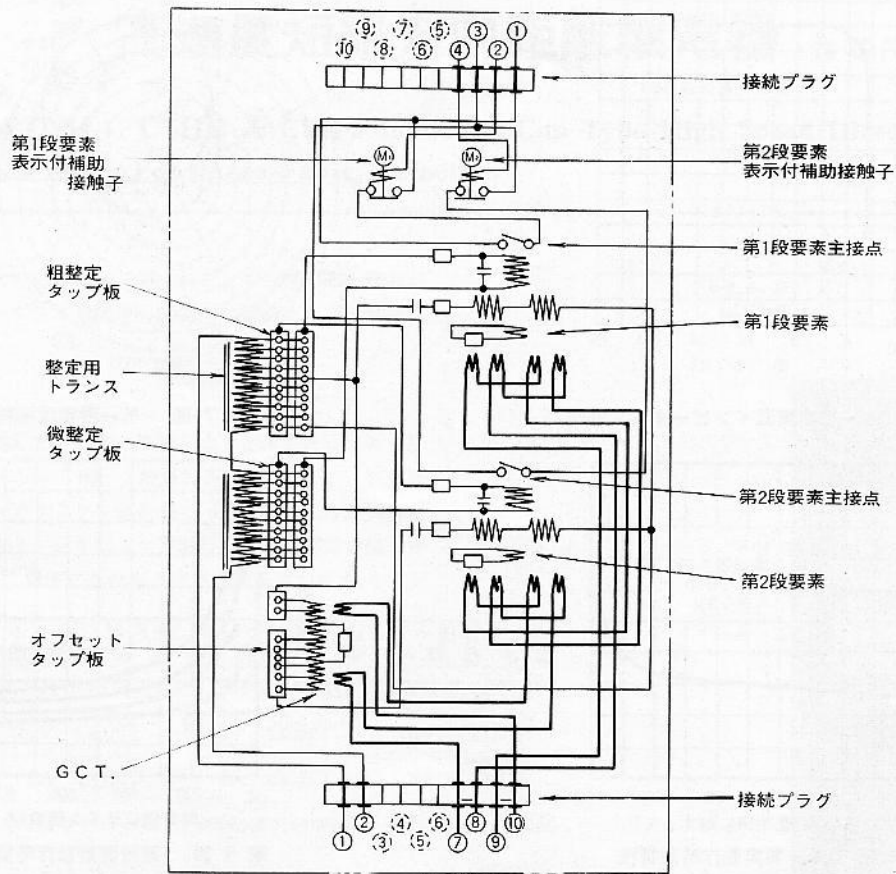 ⑨ ⑦ ⑤ ③ ①
⑩ ⑧ ⑥ ④ ②
接続プラグ
第1段要素
表示付補助
接触子
第2段要素
表示付補助接触子
第1段要素主接点
粗整定
タップ板
第1段要素
整定用
トランス
微整定
タップ板
第2段要素主接点
第2段要素
オフセット
タップ板
GCT.
接続プラグ
① ② ④ ⑥ ⑧ ⑩
③ ⑤ ⑦ ⑨